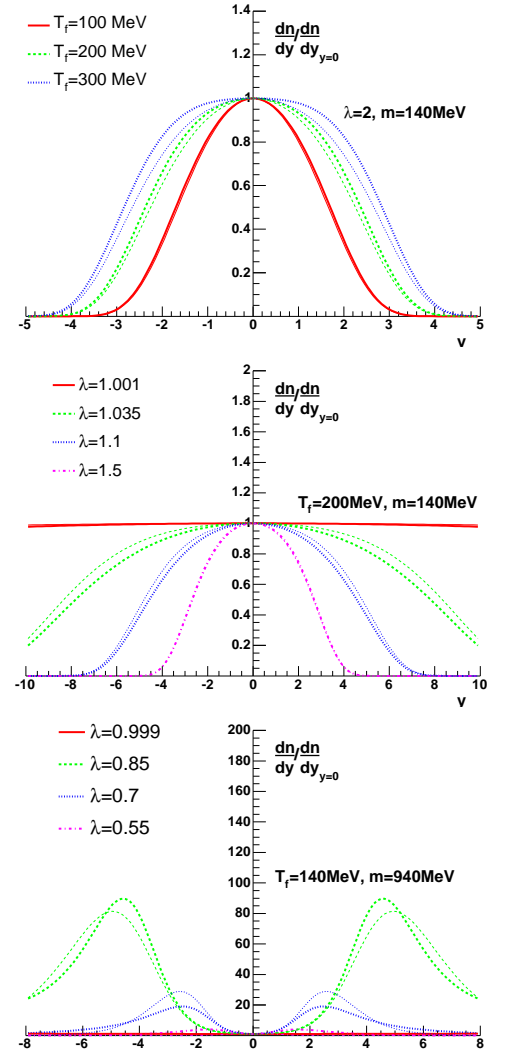 T_f=100 MeV
T_f=200 MeV
T_f=300 MeV
dn/dn
dy dy_{y=0}
λ=2, m=140MeV
1.4
1.2
1
0.8
0.6
0.4
0.2
-5 -4 -3 -2 -1 0 1 2 3 4 5
y
λ=1.001
λ=1.035
λ=1.1
λ=1.5
dn/dn
dy dy_{y=0}
T_f=200MeV, m=140MeV
2
1.8
1.6
1.4
1.2
1
0.8
0.6
0.4
0.2
-10 -8 -6 -4 -2 0 2 4 6 8 10
y
λ=0.999
λ=0.85
λ=0.7
λ=0.55
dn/dn
dy dy_{y=0}
T_f=140MeV, m=940MeV
200
180
160
140
120
100
80
60
40
20
-8 -6 -4 -2 0 2 4 6 8